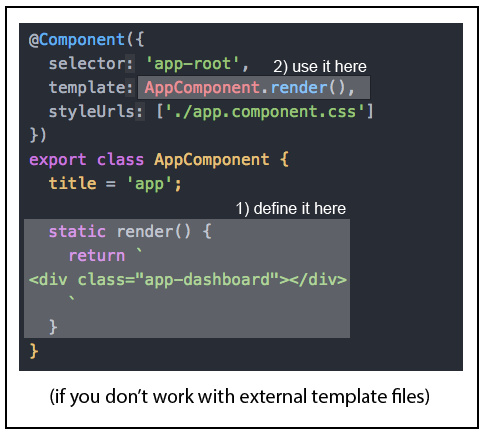 @Component({
  selector: 'app-root',
2) use it here
  template: AppComponent.render(),
  styleUrls: ['./app.component.css']
})
export class AppComponent {
  title = 'app';
1) define it here
  static render() {
    return `
<div class="app-dashboard"></div>
    `
  }
}
(if you don’t work with external template files)